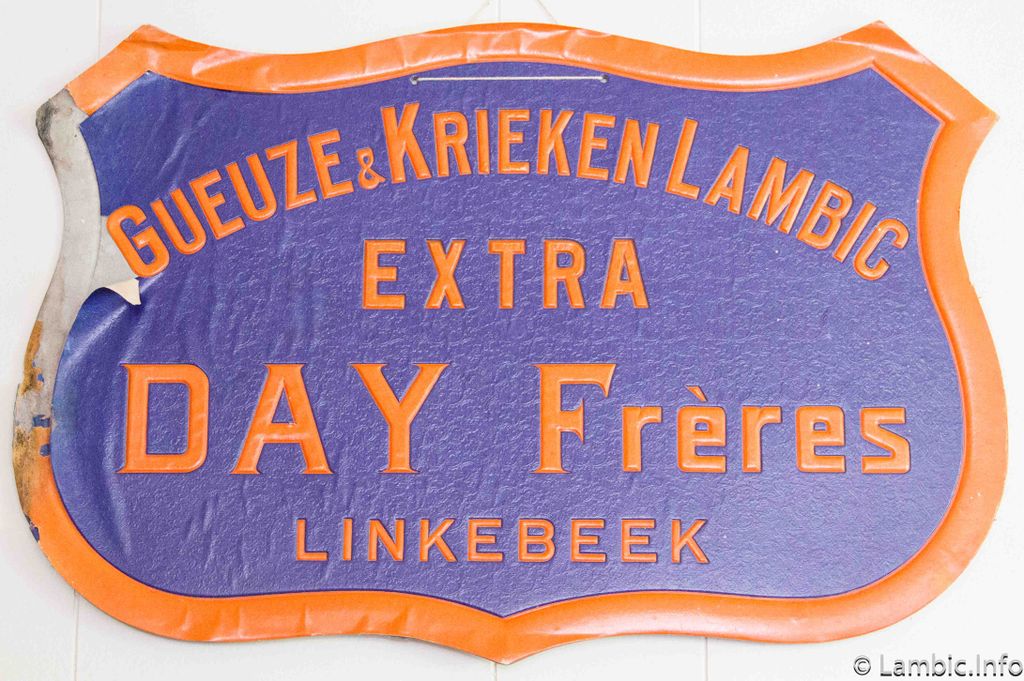 GUEUZE & KRIEKEN LAMBIC
EXTRA
DAY Frères
LINKEBEEK
© Lambic.Info